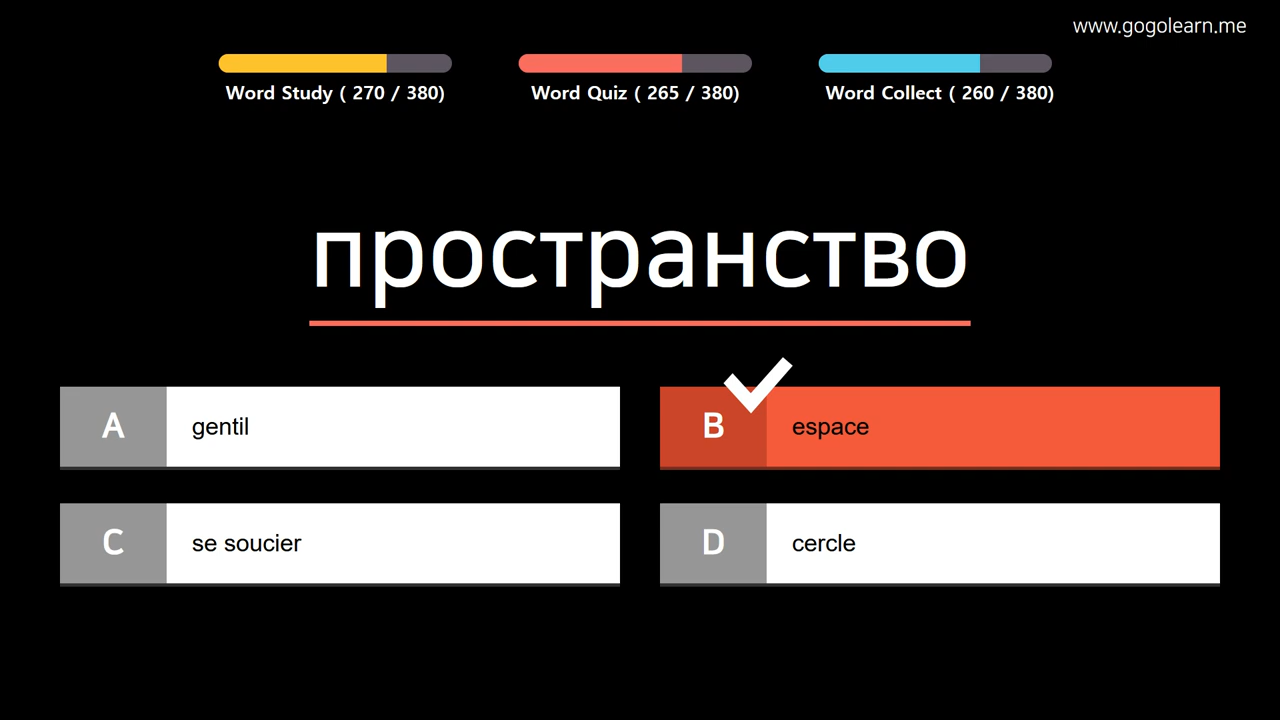 www.gogolearn.me
Word Study ( 270 / 380)
Word Quiz ( 265 / 380)
Word Collect ( 260 / 380)
пространство
A gentil
B espace
C se soucier
D cercle